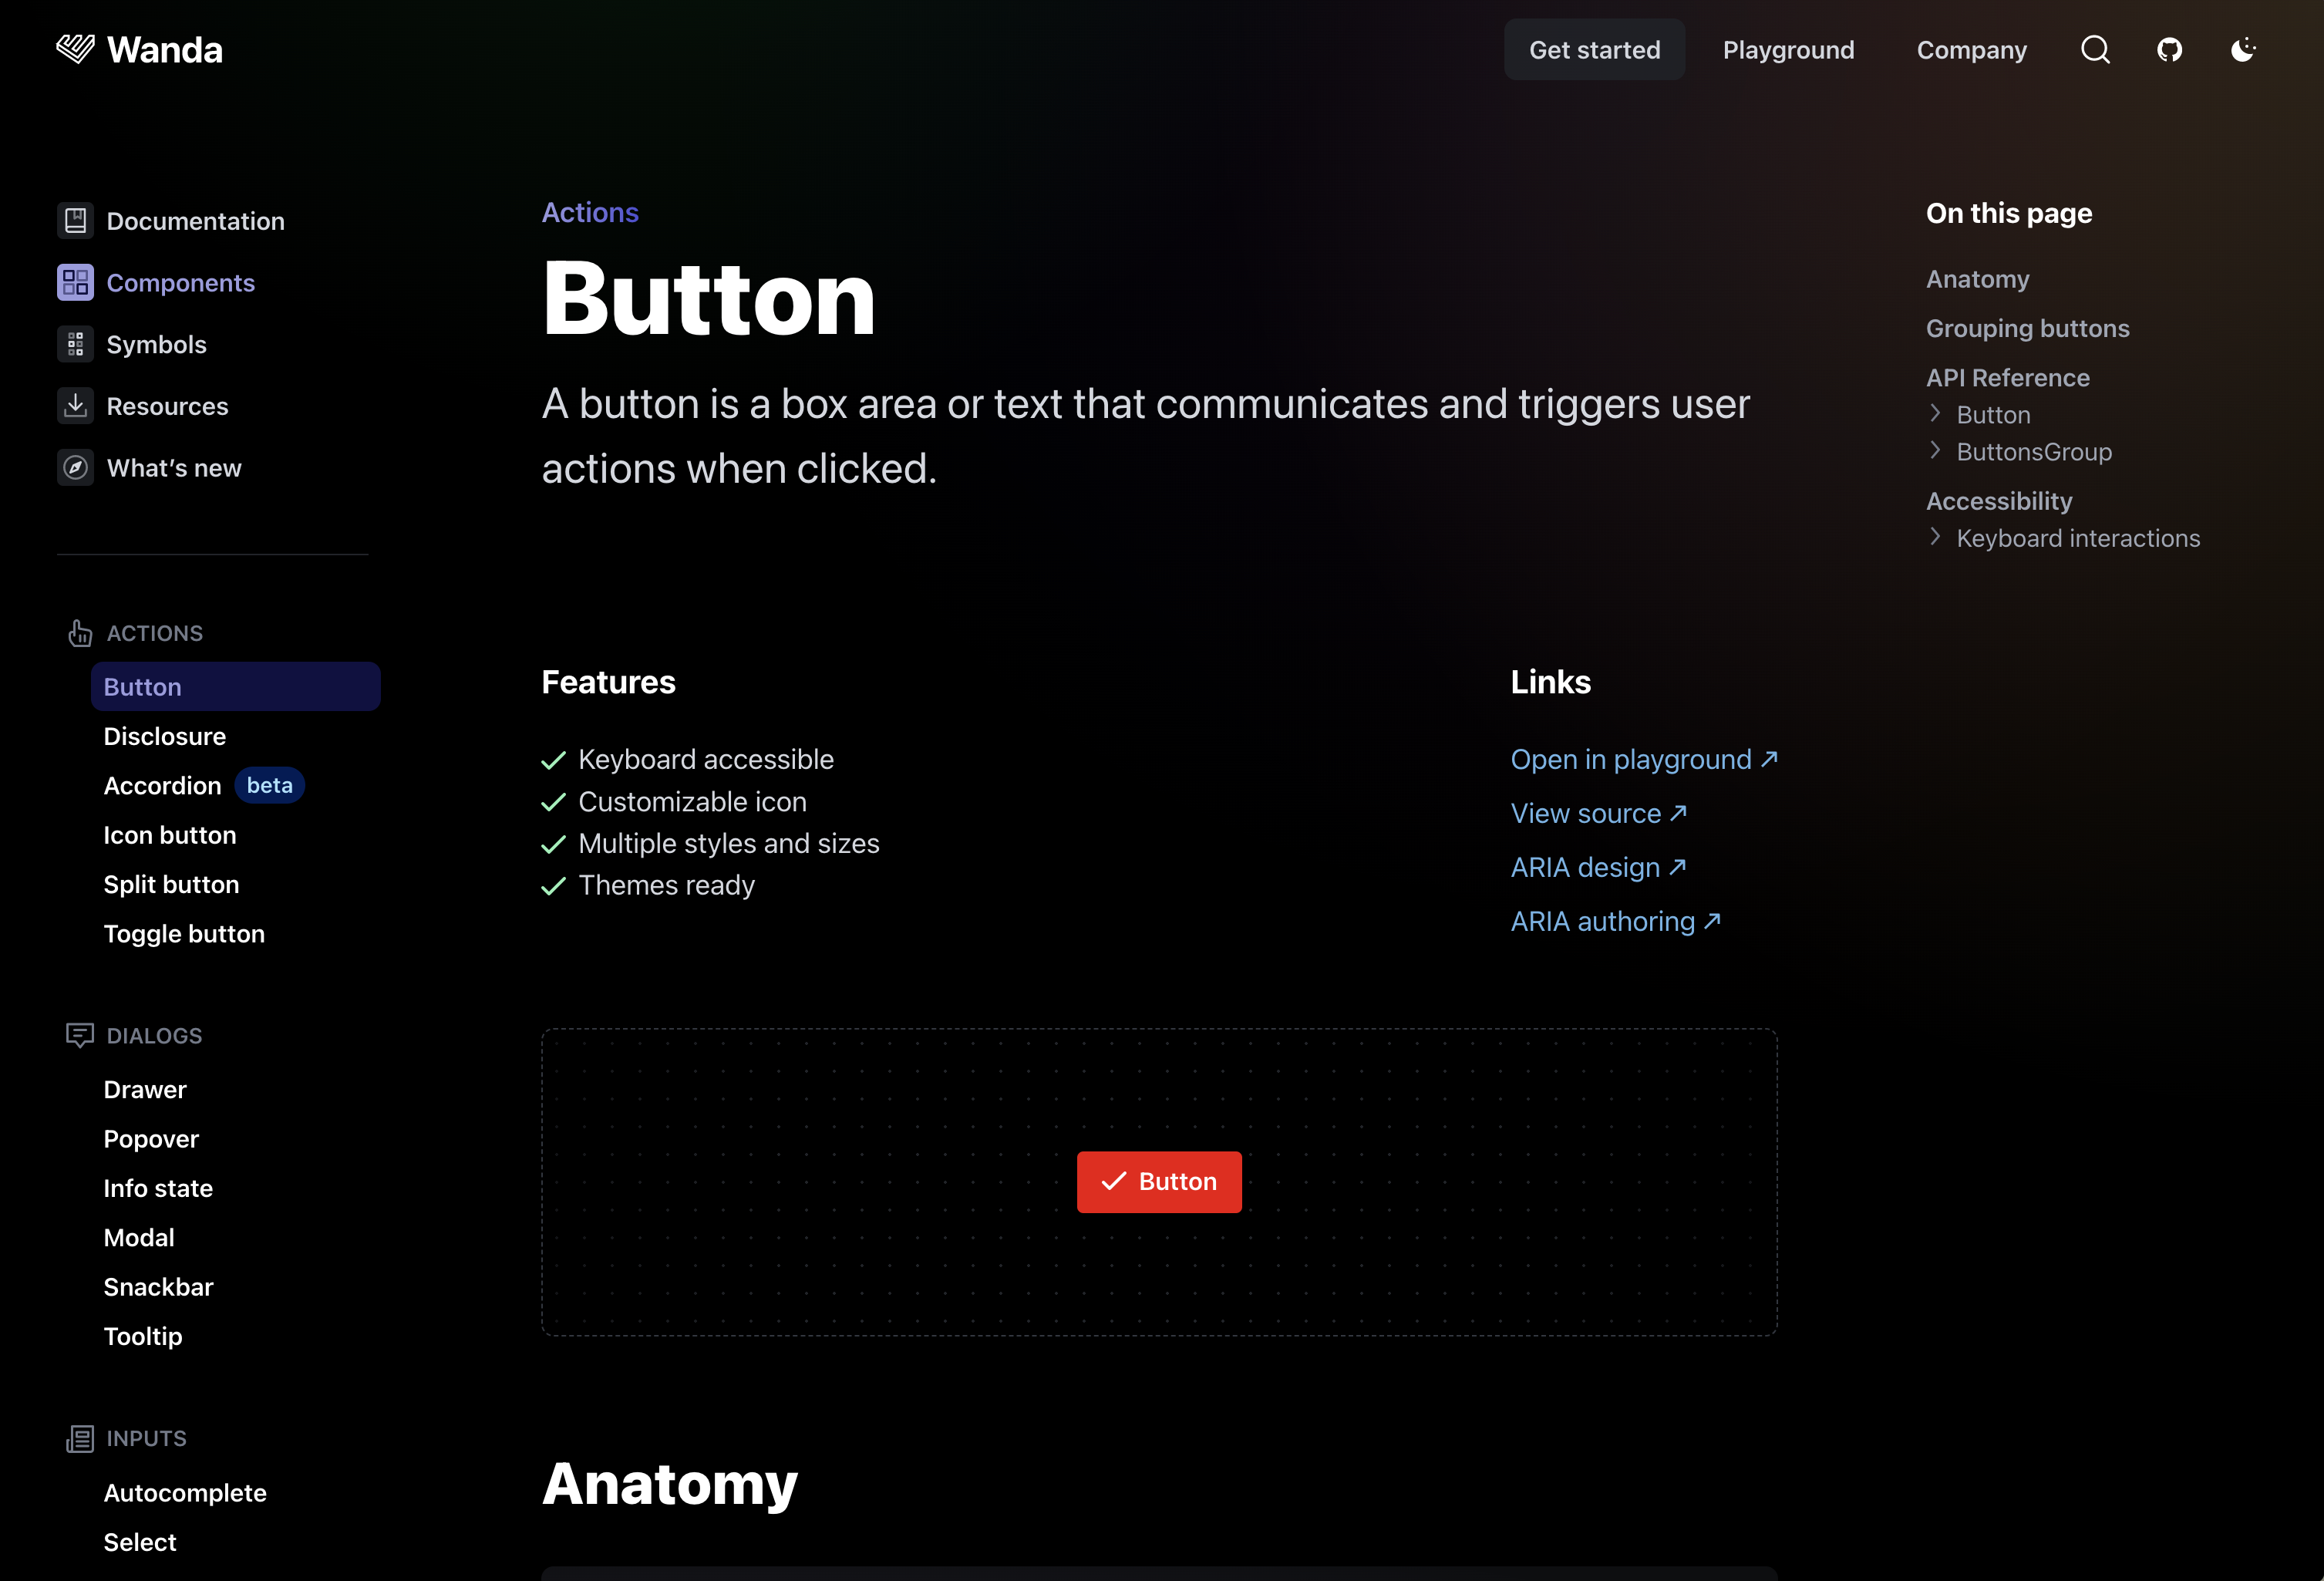 Wanda
Get started
Playground
Company
Documentation
Components
Symbols
Resources
What’s new
ACTIONS
Button
Disclosure
Accordion beta
Icon button
Split button
Toggle button
DIALOGS
Drawer
Popover
Info state
Modal
Snackbar
Tooltip
INPUTS
Autocomplete
Select
Actions
Button
A button is a box area or text that communicates and triggers user
actions when clicked.
Features
Keyboard accessible
Customizable icon
Multiple styles and sizes
Themes ready
Links
Open in playground
View source
ARIA design
ARIA authoring
Button
Anatomy
On this page
Anatomy
Grouping buttons
API Reference
Button
ButtonsGroup
Accessibility
Keyboard interactions